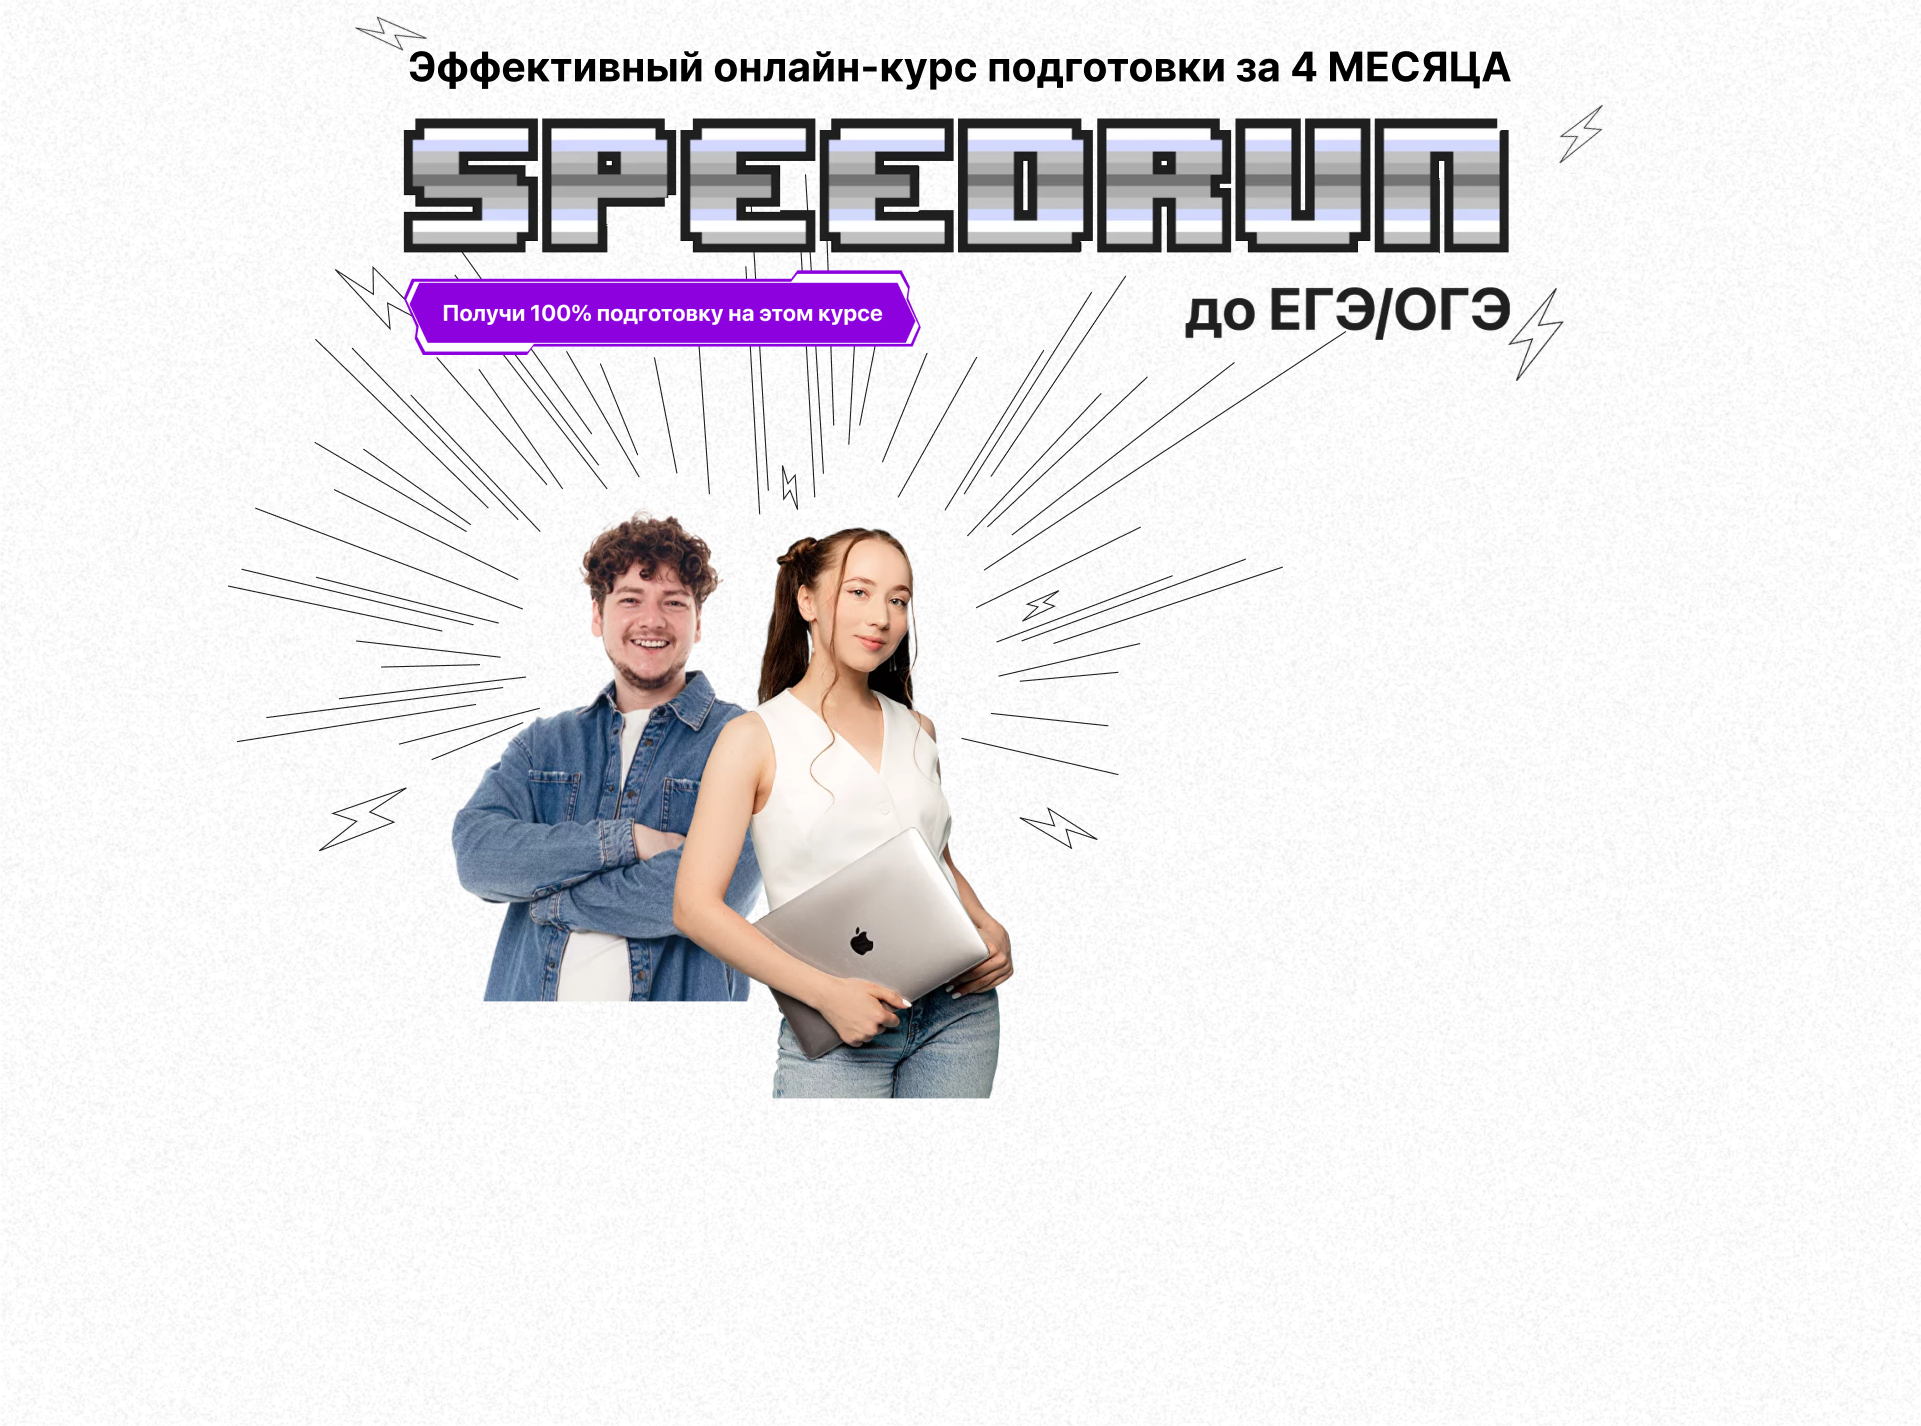 Эффективный онлайн-курс подготовки за 4 МЕСЯЦА
SPEEDRUN
Получи 100% подготовку на этом курсе
до ЕГЭ/ОГЭ